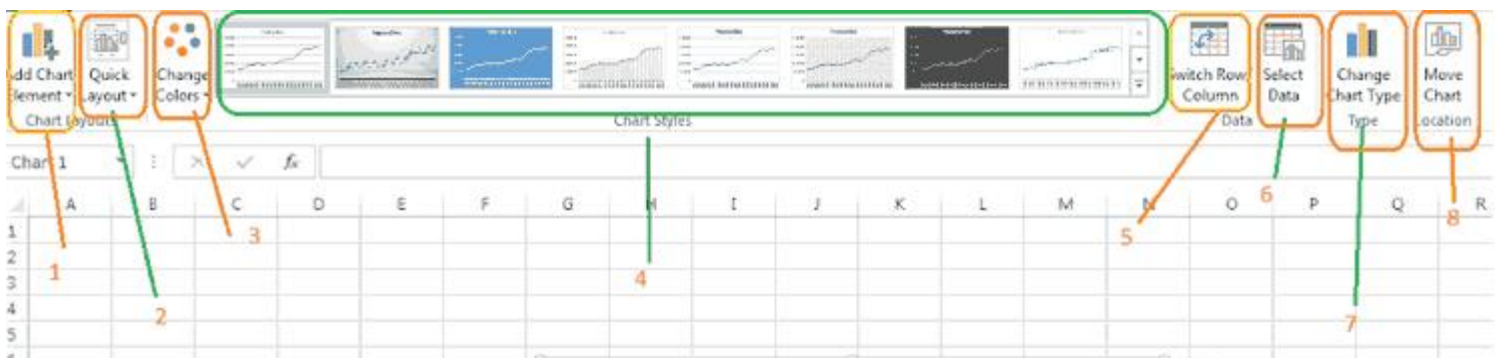 dd Chart Quick Change Switch Row Select Change Move
lement Layout Colors Column Data Chart Type Chart
Chart Layouts Chart Styles Data Type Location
Chart 1 fx
A B C D E F G H I J K L M N O P Q R
1
2
3
4
5
1 2 3 4 5 6 7 8